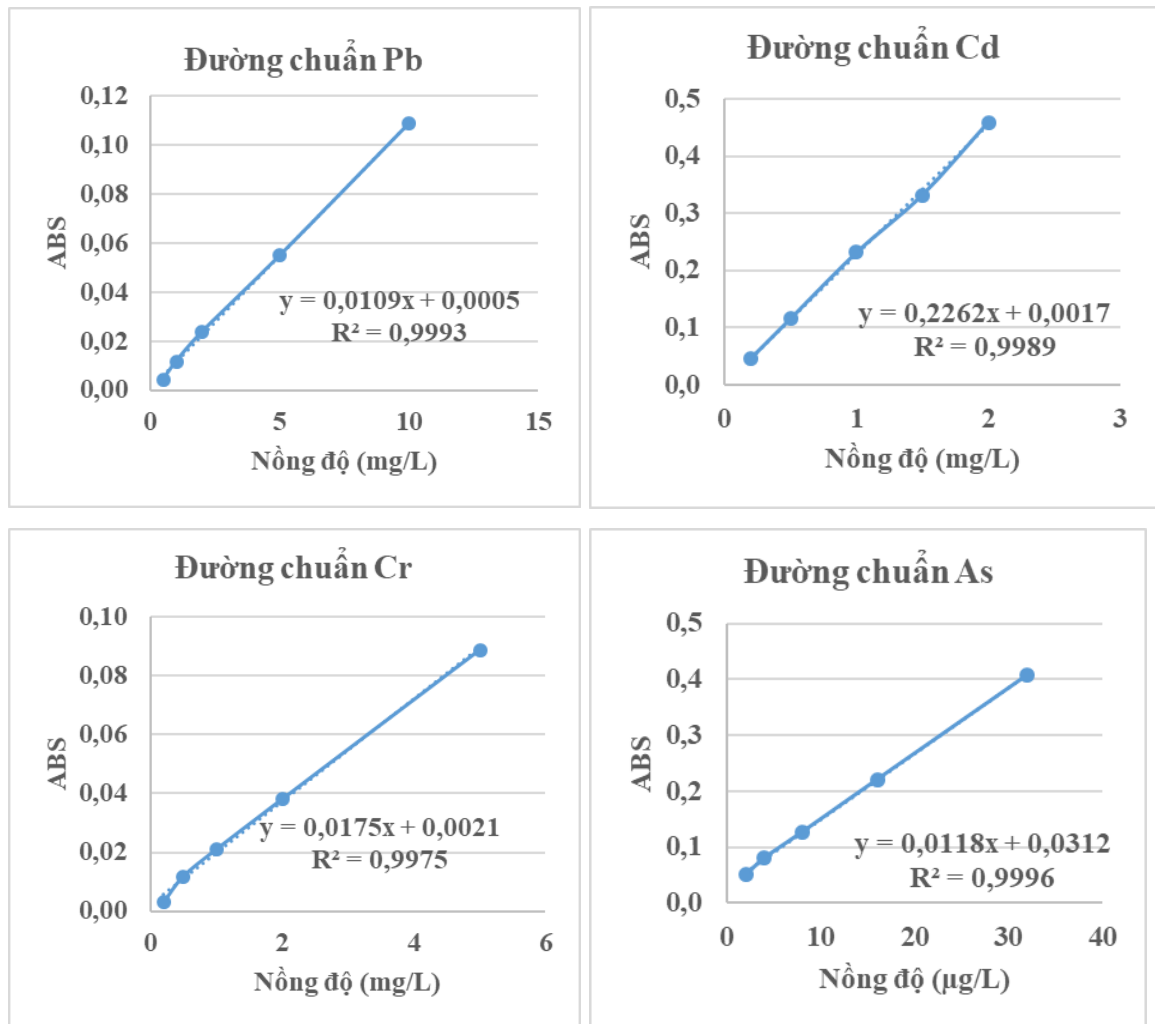 Đường chuẩn Pb
0,12
0,10
0,08
0,06
0,04
0,02
0,00
ABS
y = 0,0109x + 0,0005
R² = 0,9993
0 5 10 15
Nồng độ (mg/L)
Đường chuẩn Cd
0,5
0,4
0,3
0,2
0,1
0,0
ABS
y = 0,2262x + 0,0017
R² = 0,9989
0 1 2 3
Nồng độ (mg/L)
Đường chuẩn Cr
0,10
0,08
0,06
0,04
0,02
0,00
ABS
y = 0,0175x + 0,0021
R² = 0,9975
0 2 4 6
Nồng độ (mg/L)
Đường chuẩn As
0,5
0,4
0,3
0,2
0,1
0,0
ABS
y = 0,0118x + 0,0312
R² = 0,9996
0 10 20 30 40
Nồng độ (µg/L)